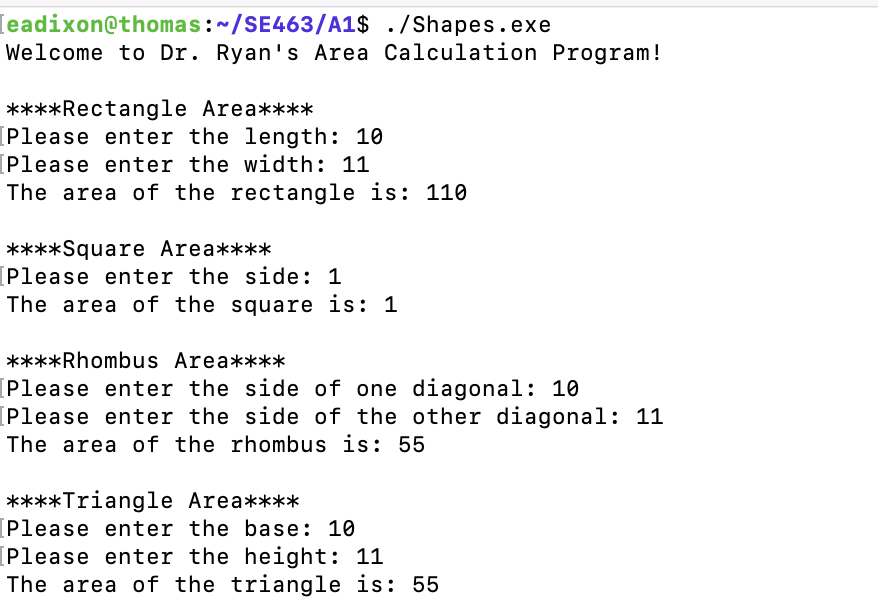 eadixon@thomas:~/SE463/A1$ ./Shapes.exe
Welcome to Dr. Ryan's Area Calculation Program!
****Rectangle Area****
Please enter the length: 10
Please enter the width: 11
The area of the rectangle is: 110
****Square Area****
Please enter the side: 1
The area of the square is: 1
****Rhombus Area****
Please enter the side of one diagonal: 10
Please enter the side of the other diagonal: 11
The area of the rhombus is: 55
****Triangle Area****
Please enter the base: 10
Please enter the height: 11
The area of the triangle is: 55